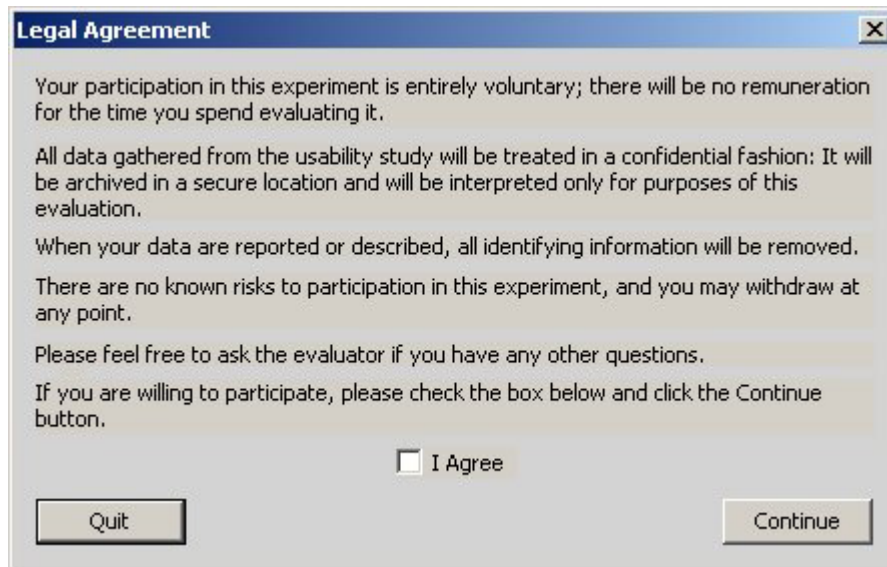 Legal Agreement
Your participation in this experiment is entirely voluntary; there will be no remuneration
for the time you spend evaluating it.
All data gathered from the usability study will be treated in a confidential fashion: It will
be archived in a secure location and will be interpreted only for purposes of this
evaluation.
When your data are reported or described, all identifying information will be removed.
There are no known risks to participation in this experiment, and you may withdraw at
any point.
Please feel free to ask the evaluator if you have any other questions.
If you are willing to participate, please check the box below and click the Continue
button.
I Agree
Quit
Continue